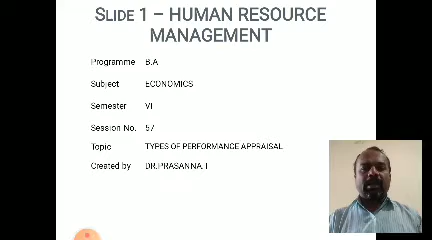 SLIDE 1 – HUMAN RESOURCE
MANAGEMENT
Programme B.A
Subject ECONOMICS
Semester VI
Session No. 57
Topic TYPES OF PERFORMANCE APPRAISAL
Created by DR.PRASANNA.T